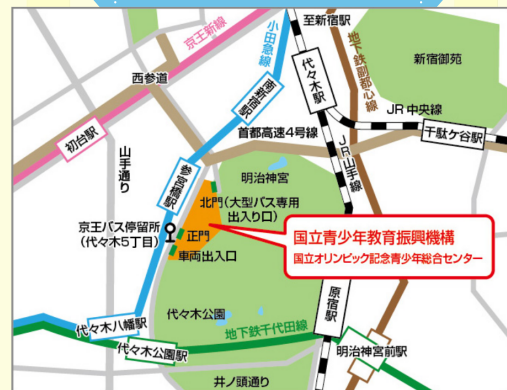 至新宿駅
京王新線
小田急線
地下鉄副都心線
新宿御苑
西参道
代々木駅
南新宿駅
JR中央線
千駄ケ谷駅
初台駅
山手通り
首都高速4号線
JR山手線
参宮橋駅
明治神宮
北門(大型バス専用
出入り口)
京王バス停留所
(代々木5丁目)
正門
車両出入口
国立青少年教育振興機構
国立オリンピック記念青少年総合センター
原宿駅
代々木公園
代々木八幡駅
地下鉄千代田線
代々木公園駅
明治神宮前駅
井ノ頭通り